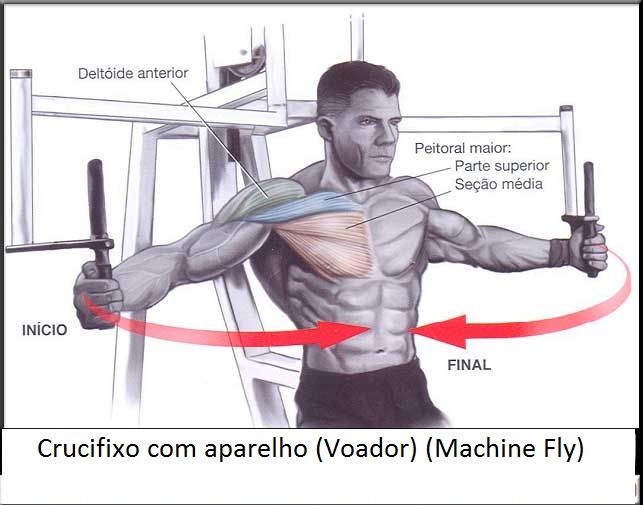 Deltóide anterior
Peitoral maior:
Parte superior
Seção média
INÍCIO
FINAL
Crucifixo com aparelho (Voador) (Machine Fly)